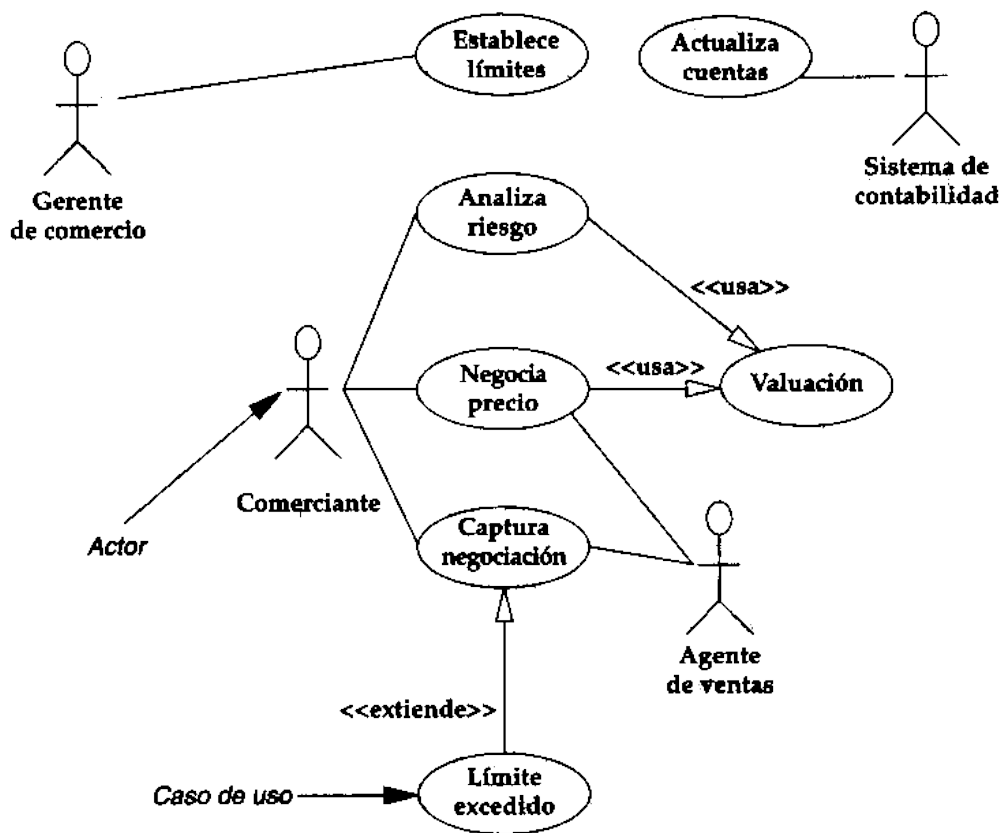 Establece
límites
Actualiza
cuentas
Gerente
de comercio
Sistema de
contabilidad
Analiza
riesgo
<<usa>>
Negocia
precio
<<usa>>
Valuación
Comerciante
Actor
Captura
negociación
Agente
de ventas
<<extiende>>
Límite
excedido
Caso de uso